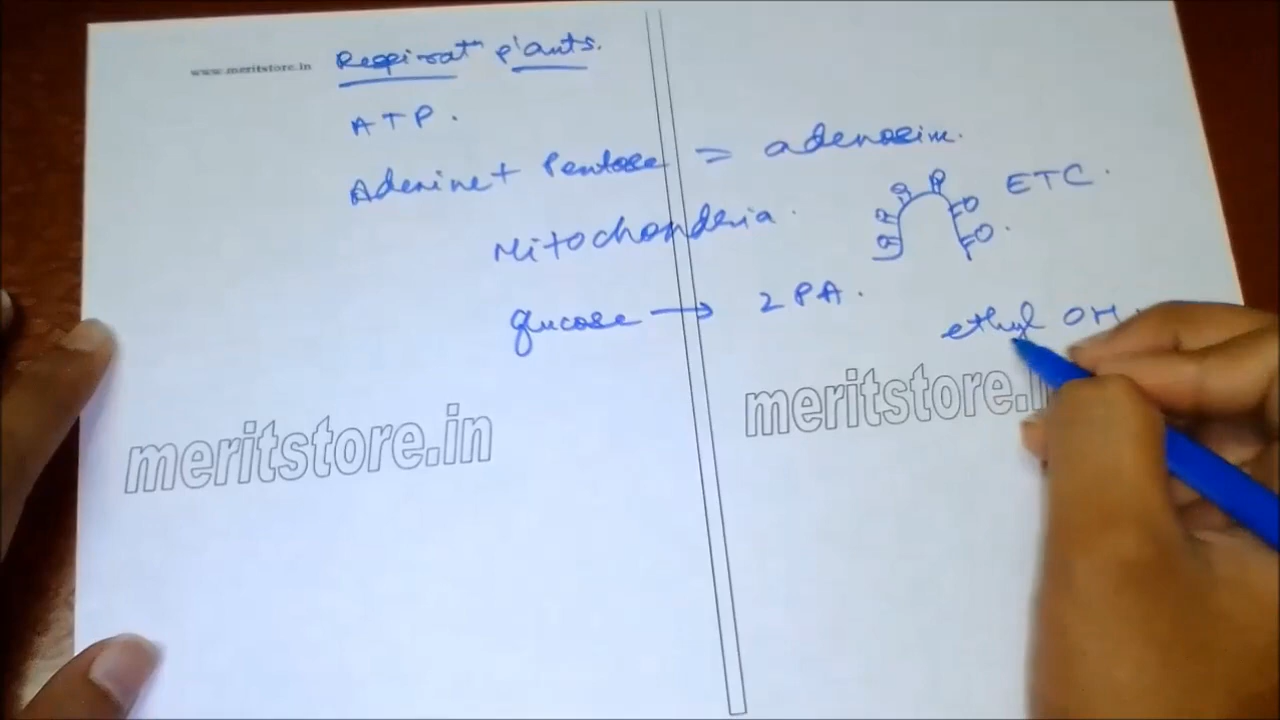 www.meritstore.in
Respirat^n plants.
ATP.
Adenine + Pentose = adenosin.
ETC.
Mitochondria.
glucose → 2 PA.
ethyl OH
meritstore.in
meritstore.in